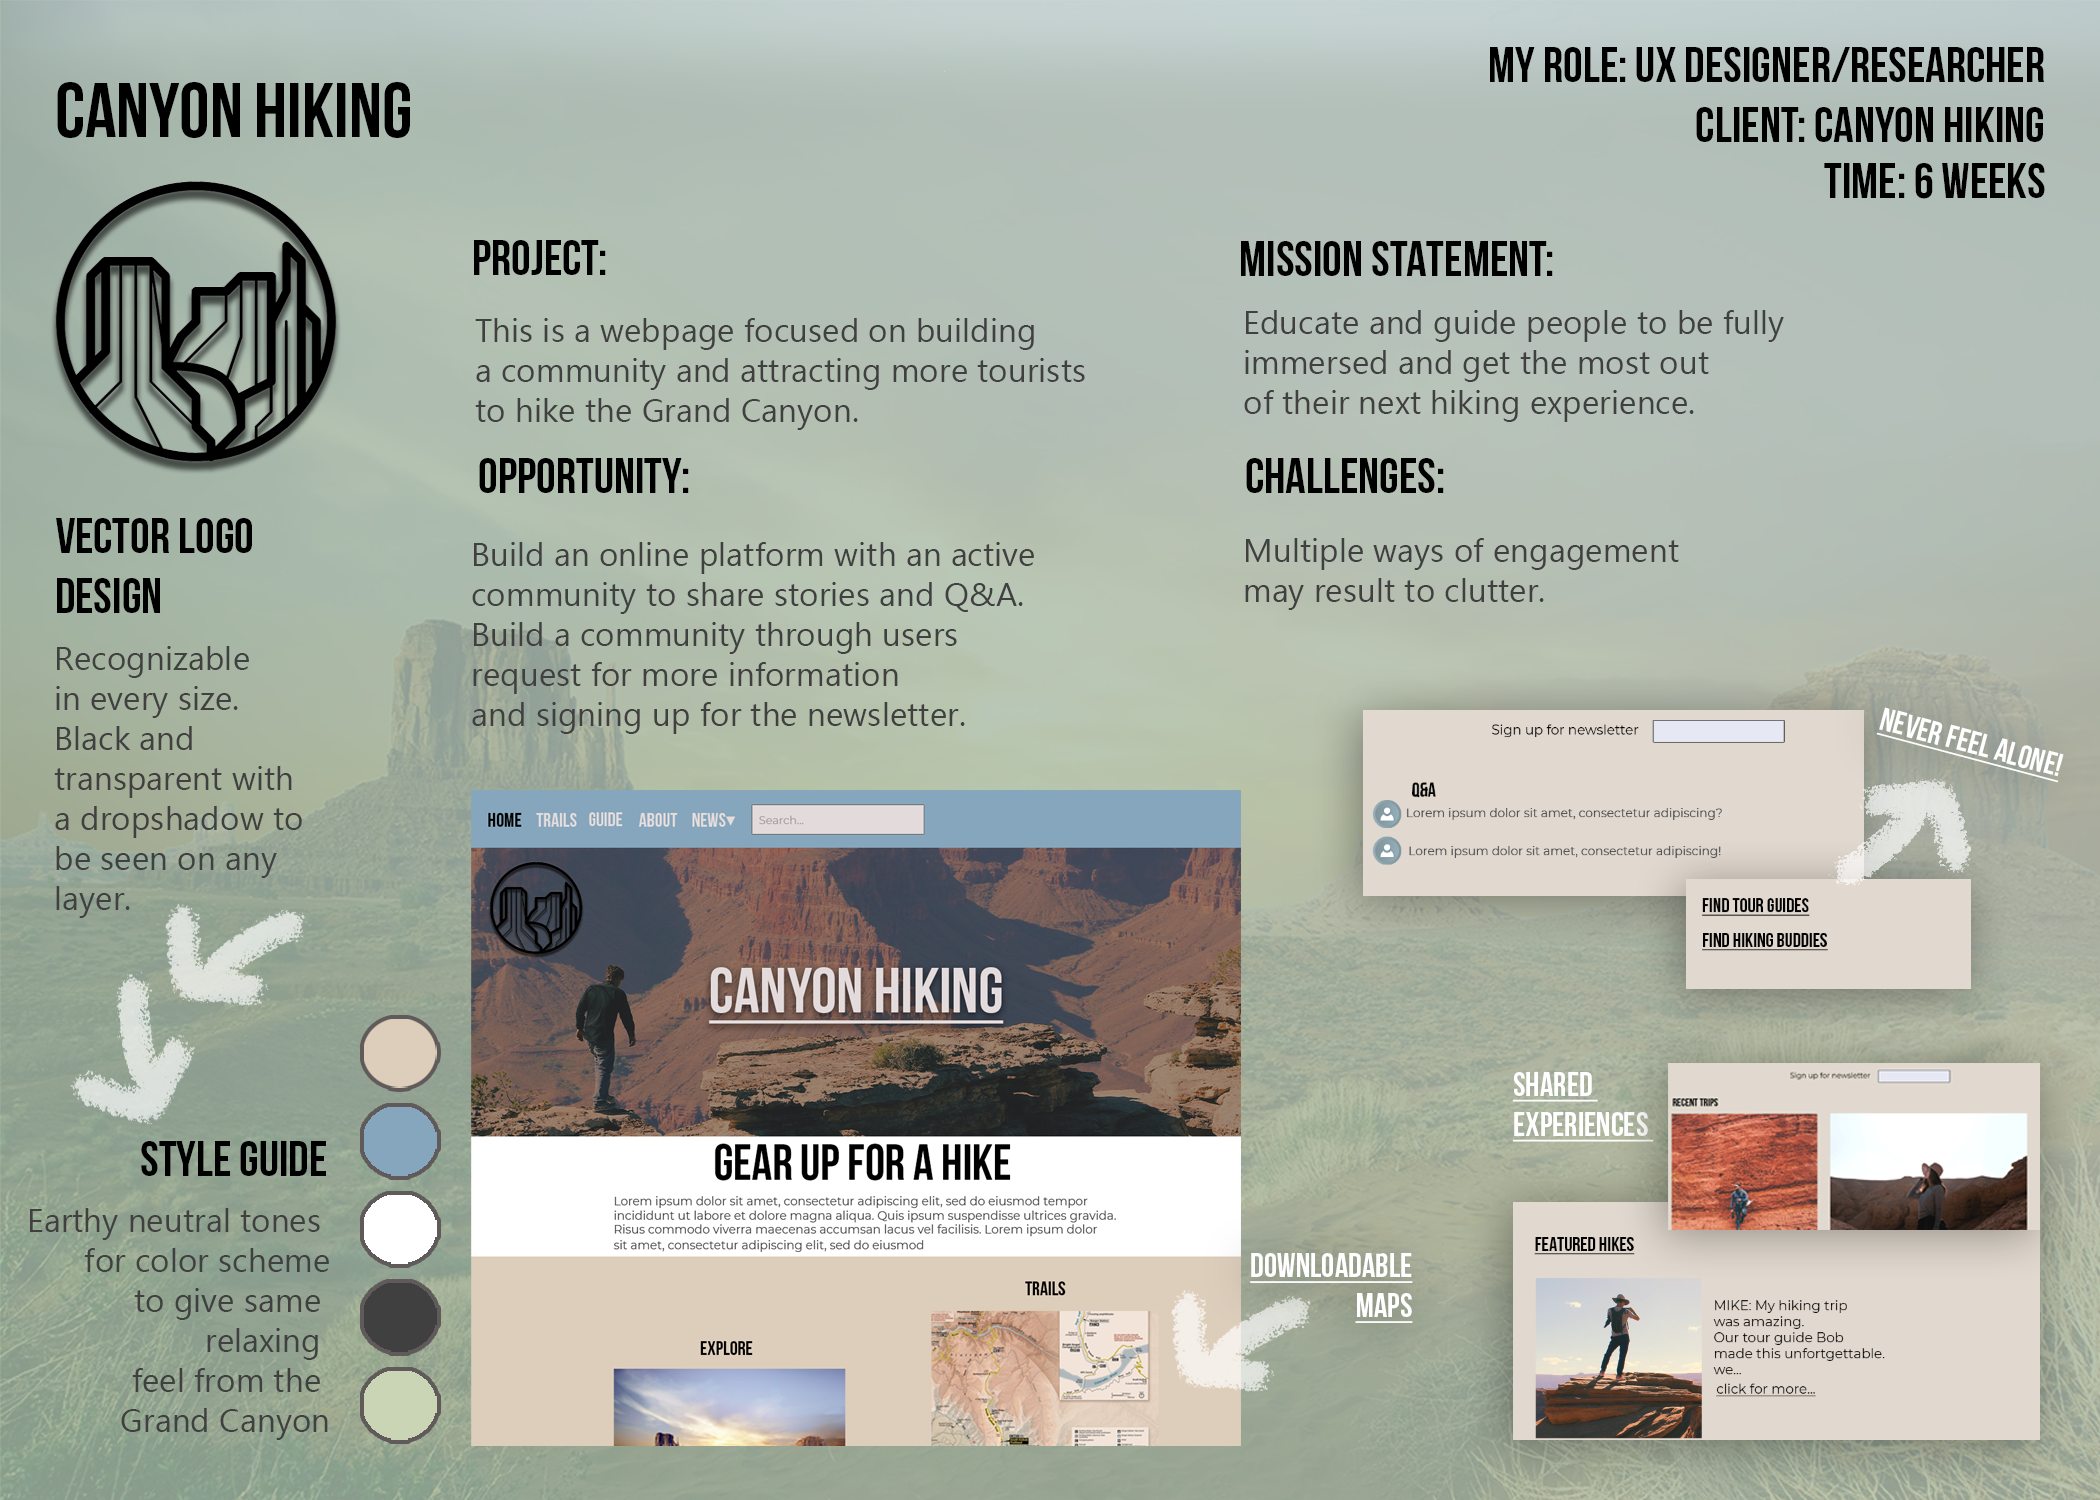 CANYON HIKING
MY ROLE: UX DESIGNER/RESEARCHER
CLIENT: CANYON HIKING
TIME: 6 WEEKS
VECTOR LOGO
DESIGN
Recognizable
in every size.
Black and
transparent with
a dropshadow to
be seen on any
layer.
STYLE GUIDE
Earthy neutral tones
for color scheme
to give same
relaxing
feel from the
Grand Canyon
PROJECT:
This is a webpage focused on building
a community and attracting more tourists
to hike the Grand Canyon.
OPPORTUNITY:
Build an online platform with an active
community to share stories and Q&A.
Build a community through users
request for more information
and signing up for the newsletter.
MISSION STATEMENT:
Educate and guide people to be fully
immersed and get the most out
of their next hiking experience.
CHALLENGES:
Multiple ways of engagement
may result to clutter.
HOME TRAILS GUIDE ABOUT NEWS▾ Search...
CANYON HIKING
GEAR UP FOR A HIKE
Lorem ipsum dolor sit amet, consectetur adipiscing elit, sed do eiusmod tempor
incididunt ut labore et dolore magna aliqua. Quis ipsum suspendisse ultrices gravida.
Risus commodo viverra maecenas accumsan lacus vel facilisis. Lorem ipsum dolor
sit amet, consectetur adipiscing elit, sed do eiusmod
EXPLORE
TRAILS
DOWNLOADABLE
MAPS
Sign up for newsletter
Q&A
Lorem ipsum dolor sit amet, consectetur adipiscing?
Lorem ipsum dolor sit amet, consectetur adipiscing!
NEVER FEEL ALONE!
FIND TOUR GUIDES
FIND HIKING BUDDIES
SHARED
EXPERIENCES
Sign up for newsletter
RECENT TRIPS
FEATURED HIKES
MIKE: My hiking trip
was amazing.
Our tour guide Bob
made this unfortgettable.
we...
click for more...